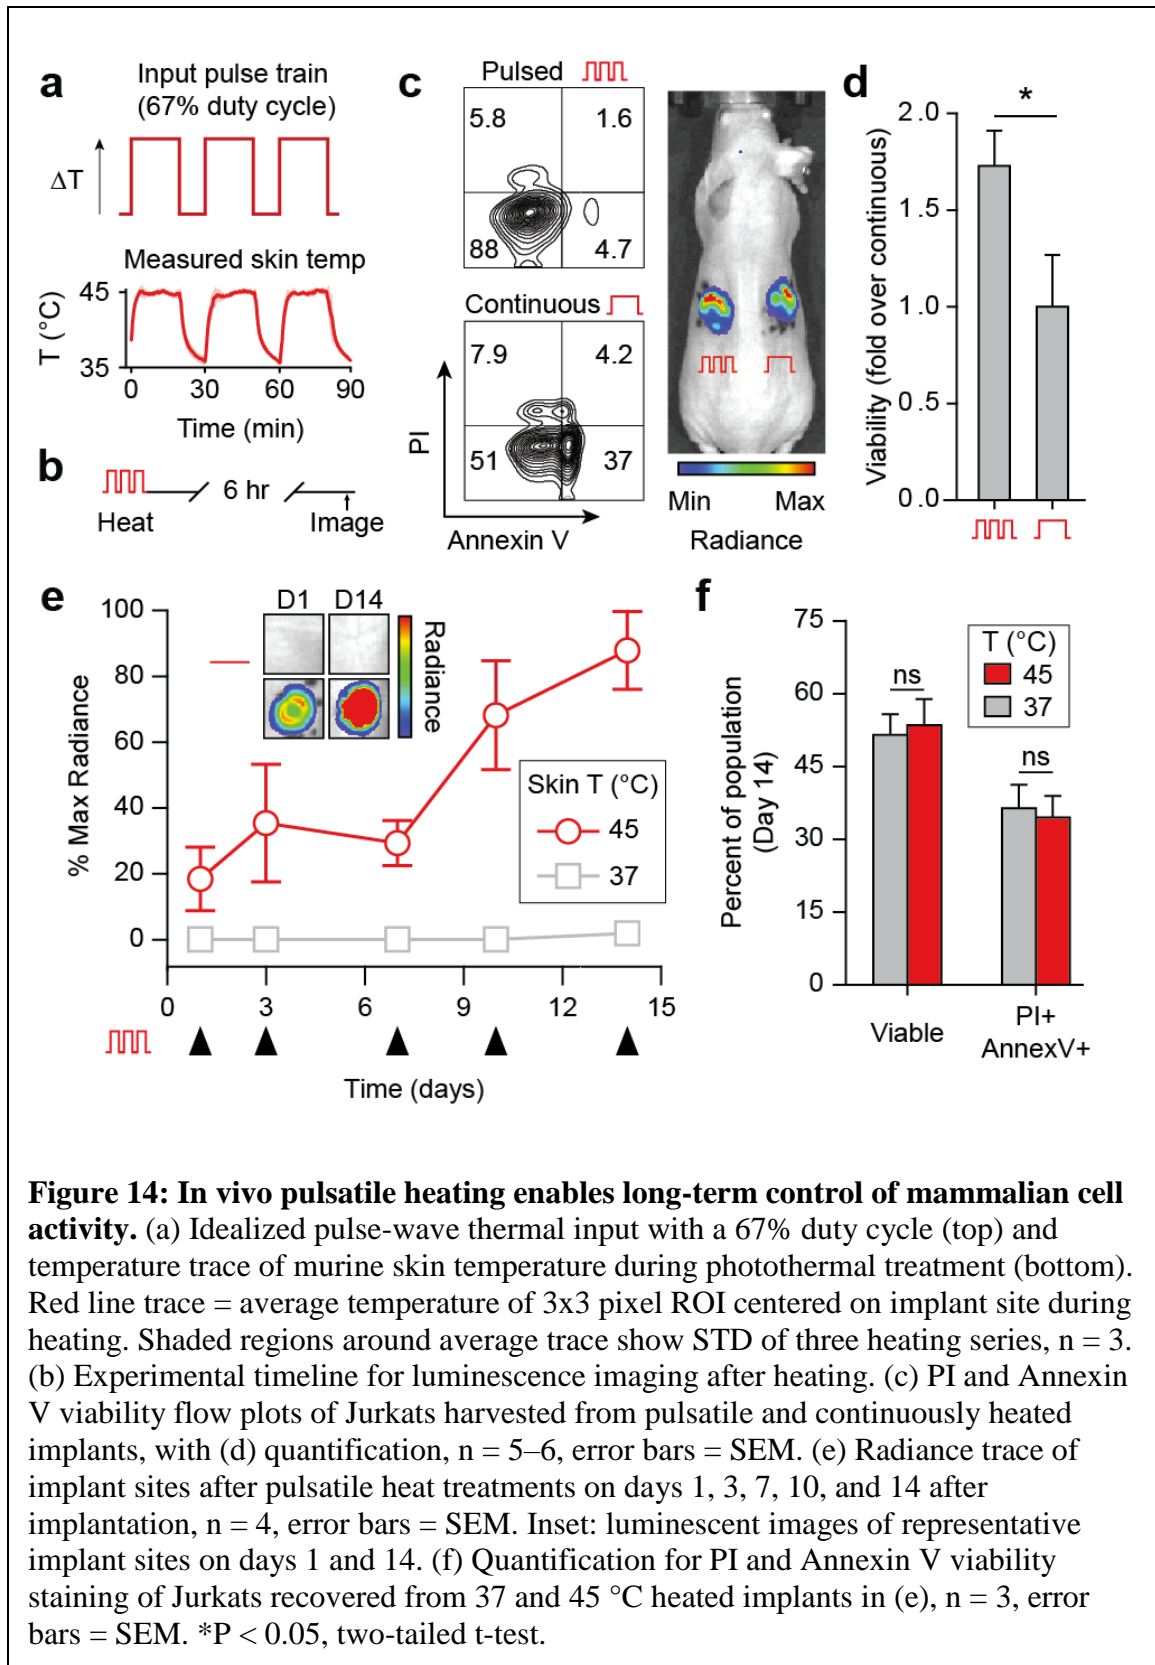 a
Input pulse train
(67% duty cycle)
ΔT
Measured skin temp
T (°C)
45
35
0 30 60 90
Time (min)
b
Heat
6 hr
Image
c
Pulsed
5.8 1.6
88 4.7
Continuous
7.9 4.2
51 37
PI
Annexin V
Min Max
Radiance
d
*
Viability (fold over continuous)
2.0
1.5
1.0
0.5
0.0
e
% Max Radiance
100
80
60
40
20
0
D1 D14
Radiance
Skin T (°C)
45
37
0 3 6 9 12 15
Time (days)
f
Percent of population
(Day 14)
75
60
45
30
15
0
T (°C)
45
37
ns
ns
Viable
PI+
AnnexV+
Figure 14: In vivo pulsatile heating enables long-term control of mammalian cell
activity. (a) Idealized pulse-wave thermal input with a 67% duty cycle (top) and
temperature trace of murine skin temperature during photothermal treatment (bottom).
Red line trace = average temperature of 3x3 pixel ROI centered on implant site during
heating. Shaded regions around average trace show STD of three heating series, n = 3.
(b) Experimental timeline for luminescence imaging after heating. (c) PI and Annexin
V viability flow plots of Jurkats harvested from pulsatile and continuously heated
implants, with (d) quantification, n = 5–6, error bars = SEM. (e) Radiance trace of
implant sites after pulsatile heat treatments on days 1, 3, 7, 10, and 14 after
implantation, n = 4, error bars = SEM. Inset: luminescent images of representative
implant sites on days 1 and 14. (f) Quantification for PI and Annexin V viability
staining of Jurkats recovered from 37 and 45 °C heated implants in (e), n = 3, error
bars = SEM. *P < 0.05, two-tailed t-test.